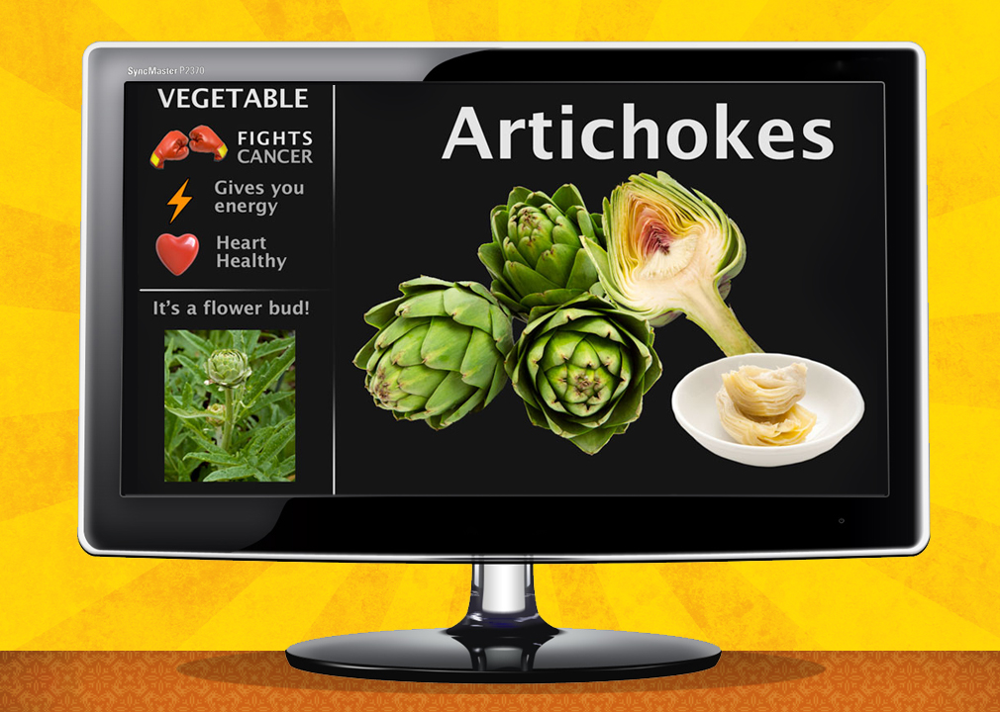 SyncMaster P2370
VEGETABLE
FIGHTS
CANCER
Gives you
energy
Heart
Healthy
It's a flower bud!
Artichokes